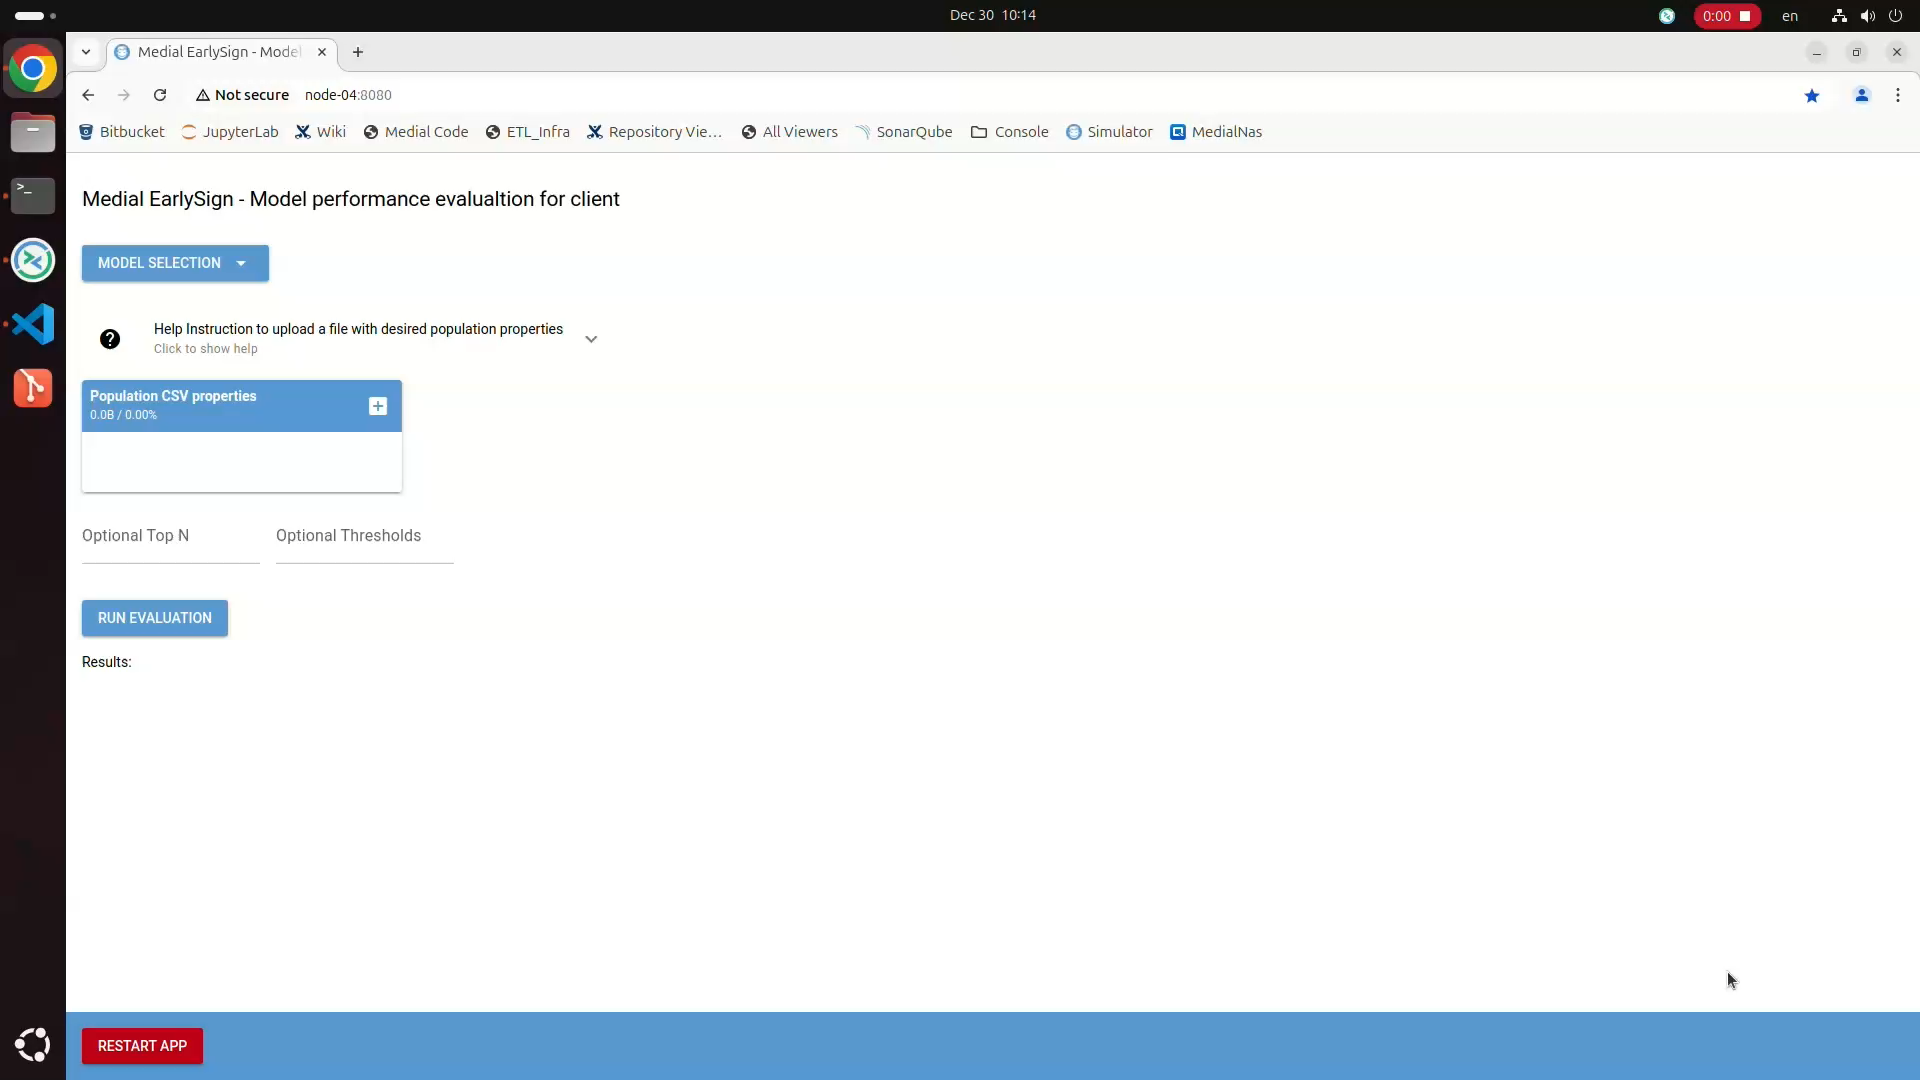 Dec 30 10:14
0:00
en
Medial EarlySign - Model
Not secure node-04:8080
Bitbucket JupyterLab Wiki Medial Code ETL_Infra Repository Vie... All Viewers SonarQube Console Simulator MedialNas
Medial EarlySign - Model performance evaualtion for client
MODEL SELECTION
Help Instruction to upload a file with desired population properties
Click to show help
Population CSV properties
0.0B / 0.00%
Optional Top N Optional Thresholds
RUN EVALUATION
Results:
RESTART APP